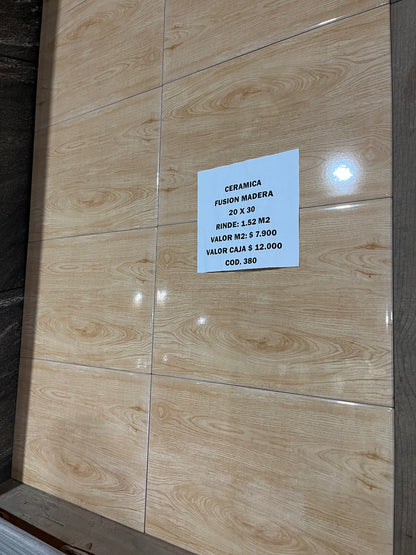 CERAMICA
FUSION MADERA
20 X 30
RINDE: 1.52 M2
VALOR M2: $ 7.900
VALOR CAJA $ 12.000
COD. 380